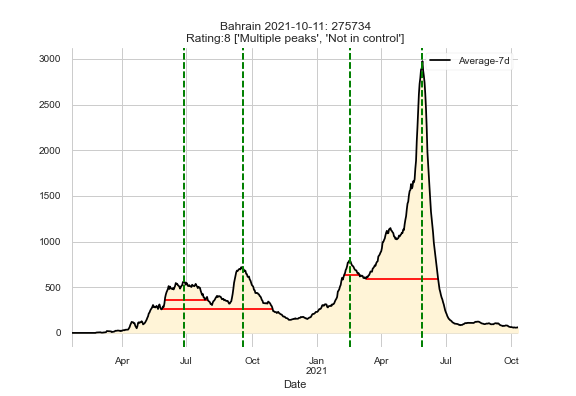 Bahrain 2021-10-11: 275734
Rating:8 ['Multiple peaks', 'Not in control']
Average-7d
3000
2500
2000
1500
1000
500
0
Apr Jul Oct Jan Apr Jul Oct
2021
Date